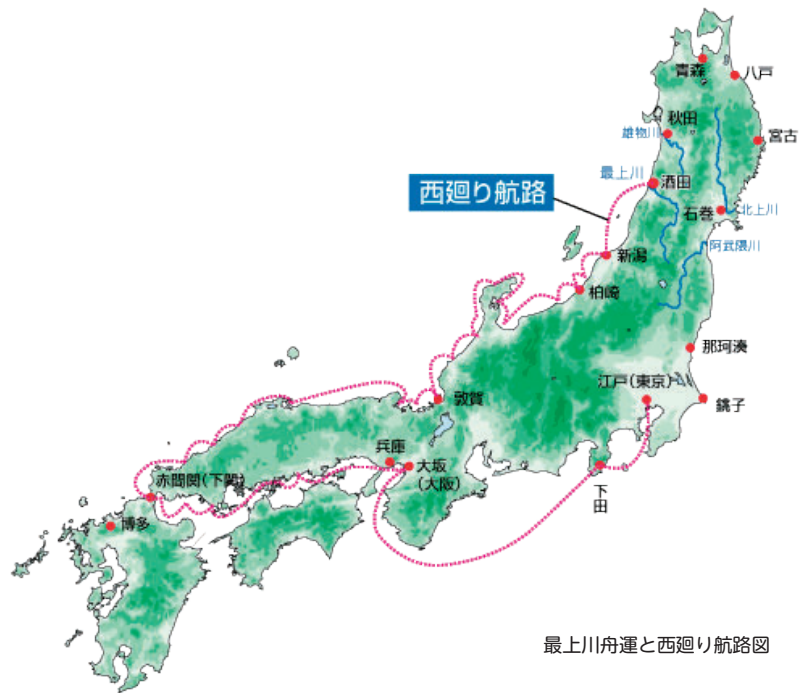 青森
八戸
秋田
雄物川
宮古
最上川
酒田
西廻り航路
石巻
北上川
阿武隈川
新潟
柏崎
那珂湊
江戸(東京)
銚子
敦賀
兵庫
大坂
(大阪)
赤間関(下関)
下田
博多
最上川舟運と西廻り航路図